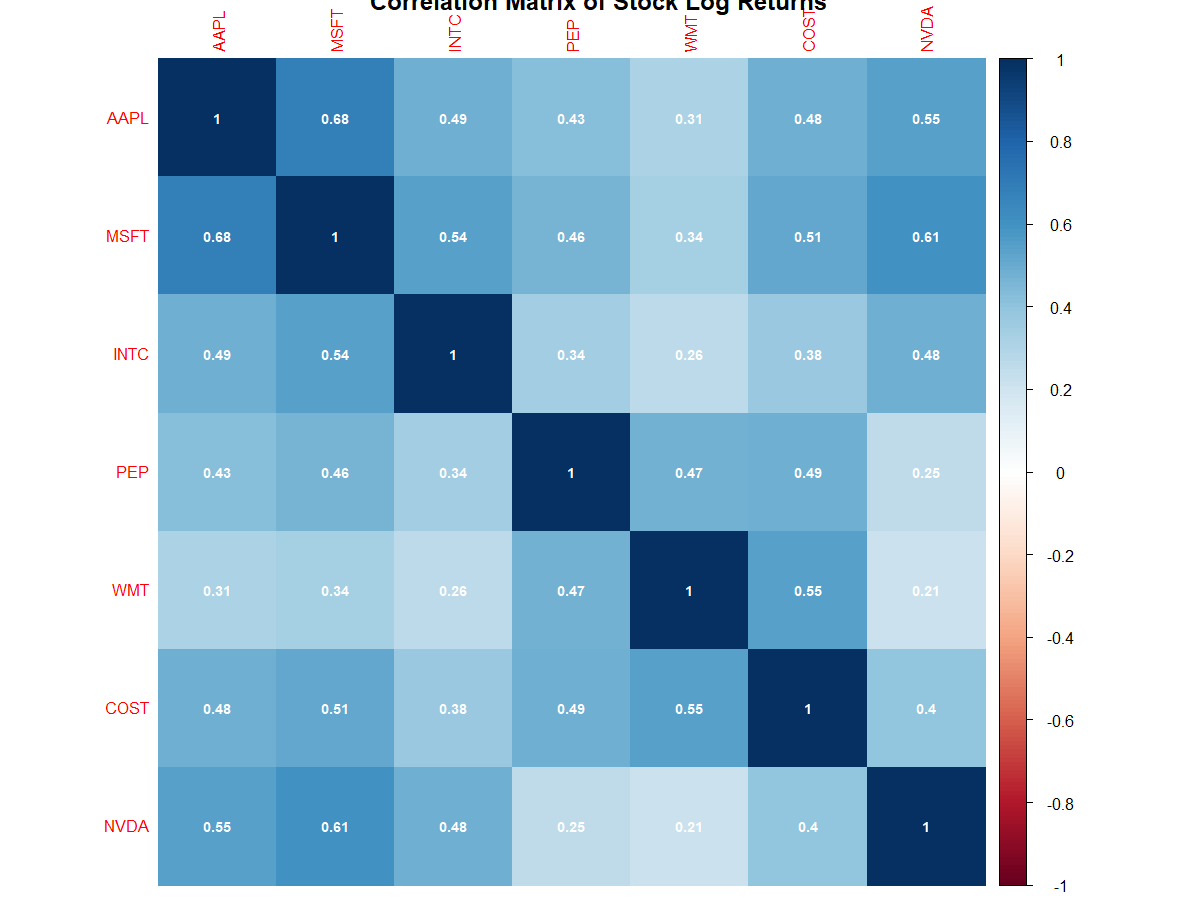 Correlation Matrix of Stock Log Returns
AAPL MSFT INTC PEP WMT COST NVDA
AAPL 1 0.68 0.49 0.43 0.31 0.48 0.55
MSFT 0.68 1 0.54 0.46 0.34 0.51 0.61
INTC 0.49 0.54 1 0.34 0.26 0.38 0.48
PEP 0.43 0.46 0.34 1 0.47 0.49 0.25
WMT 0.31 0.34 0.26 0.47 1 0.55 0.21
COST 0.48 0.51 0.38 0.49 0.55 1 0.4
NVDA 0.55 0.61 0.48 0.25 0.21 0.4 1
1
0.8
0.6
0.4
0.2
0
-0.2
-0.4
-0.6
-0.8
-1